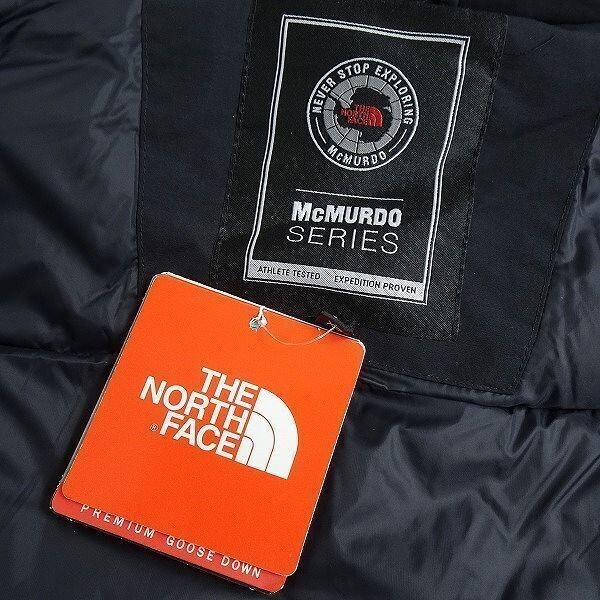 NEVER STOP EXPLORING
THE
NORTH
FACE
McMURDO
McMURDO
SERIES
ATHLETE TESTED EXPEDITION PROVEN
THE
NORTH
FACE
®
PREMIUM GOOSE DOWN